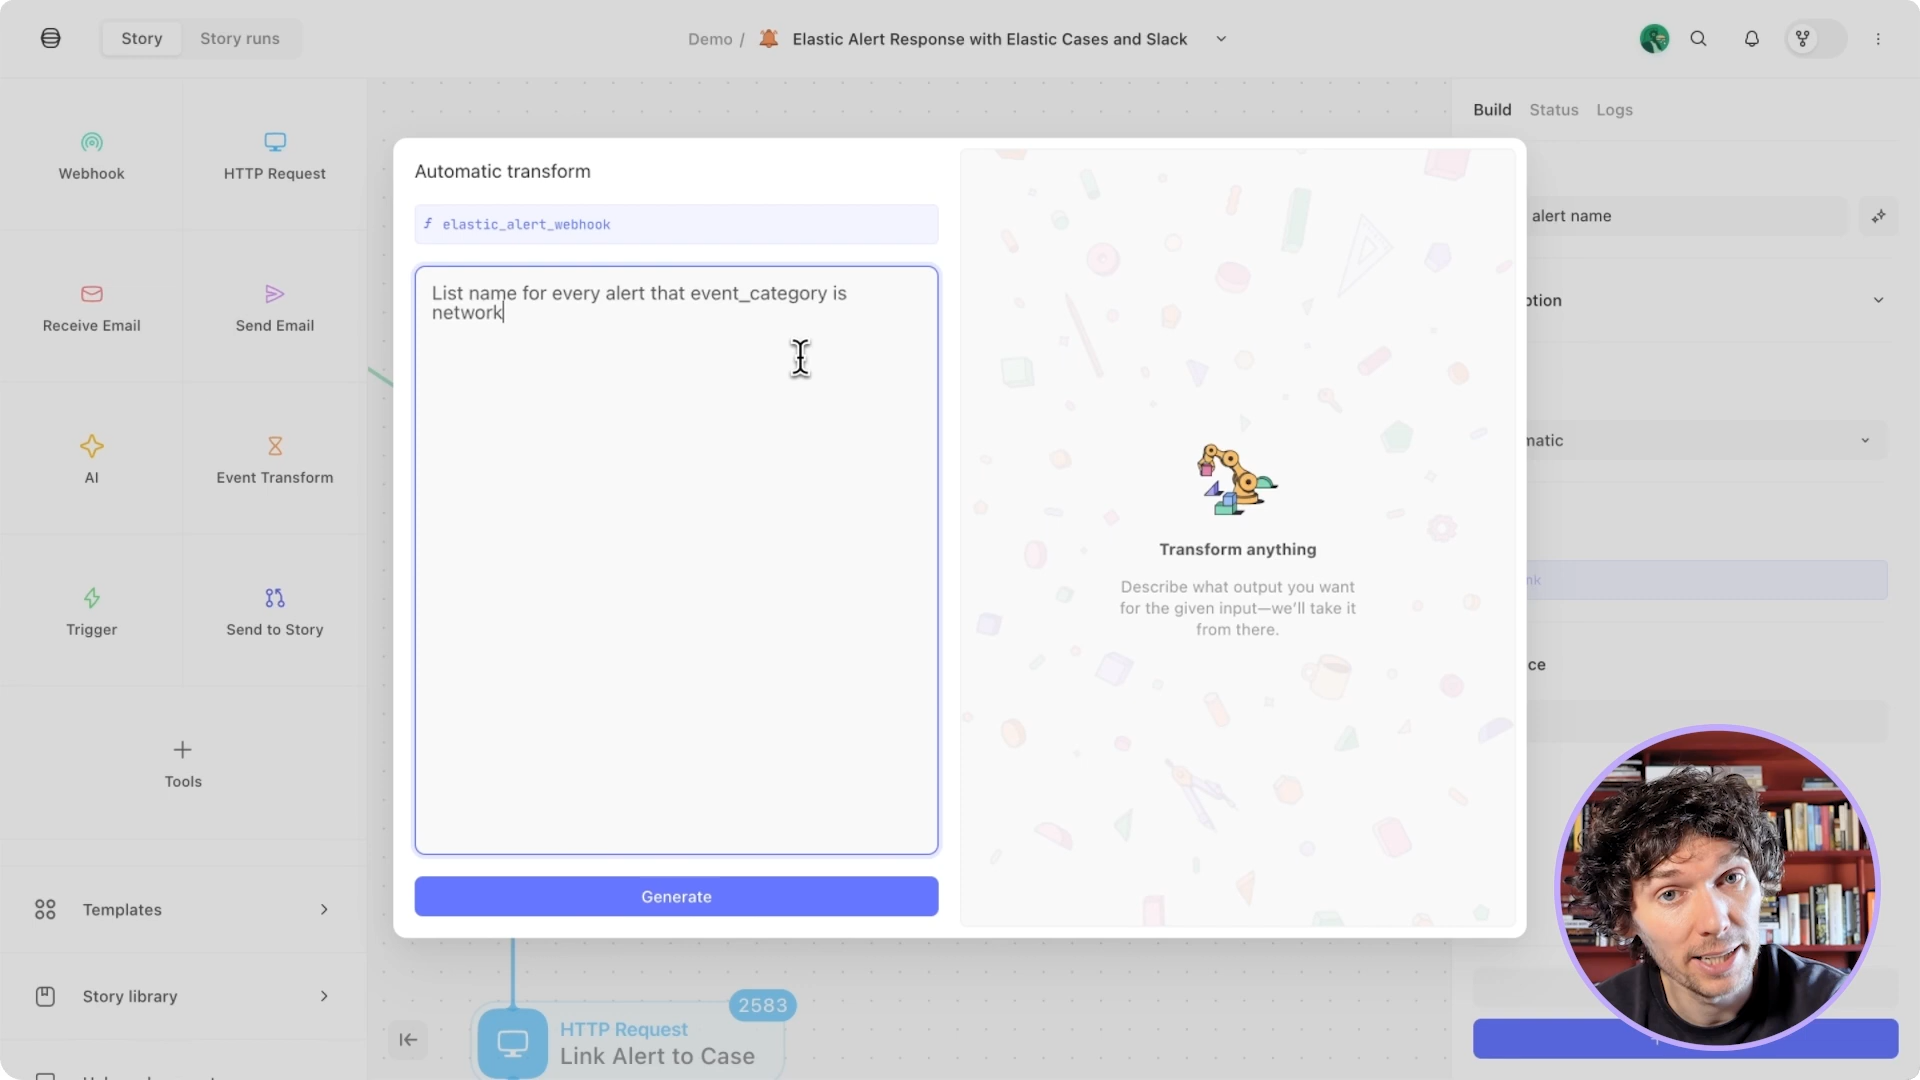 Story
Story runs
Demo /
Elastic Alert Response with Elastic Cases and Slack
Webhook
HTTP Request
Receive Email
Send Email
AI
Event Transform
Trigger
Send to Story
Tools
Templates
Story library
Automatic transform
f elastic_alert_webhook
List name for every alert that event_category is
network
Generate
Transform anything
Describe what output you want
for the given input—we'll take it
from there.
2583
HTTP Request
Link Alert to Case
Build
Status
Logs
alert name